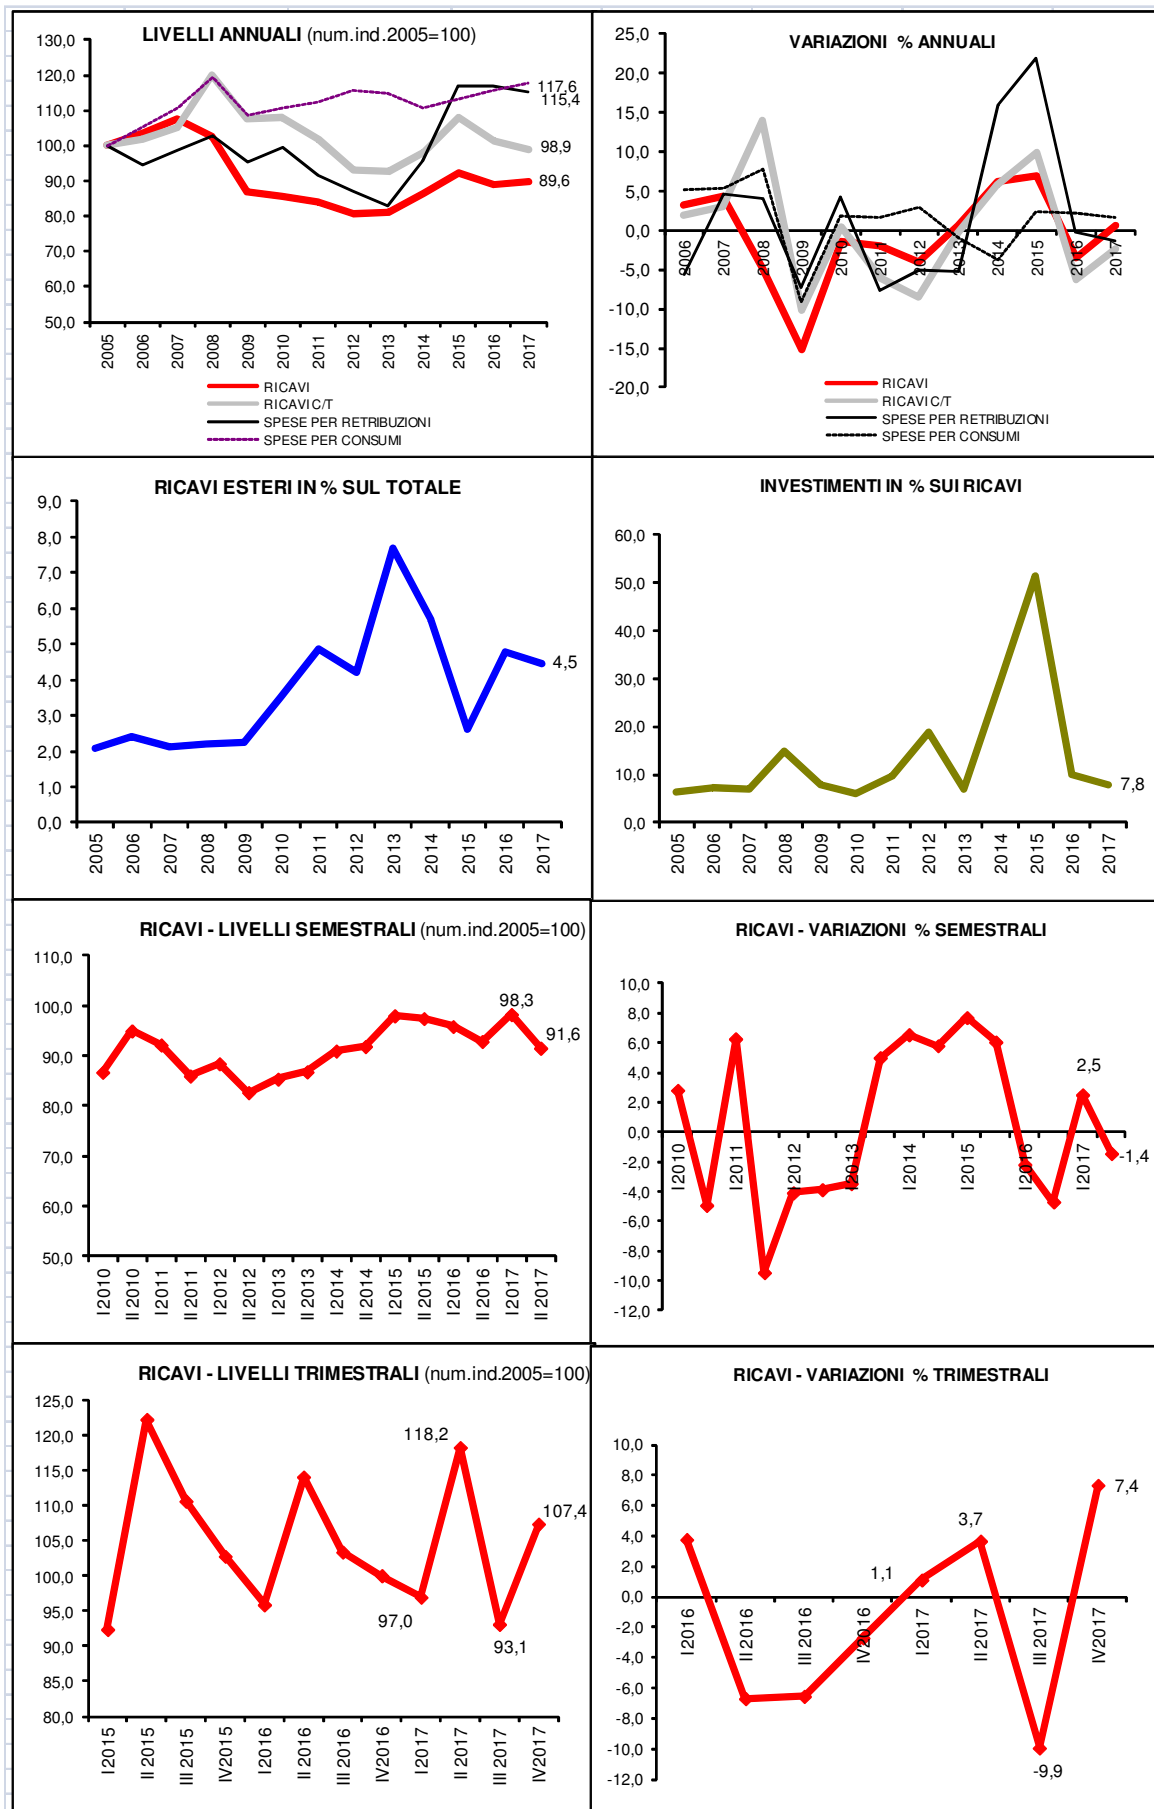 LIVELLI ANNUALI (num.ind.2005=100)
130,0
120,0
110,0
100,0
90,0
80,0
70,0
60,0
50,0
117,6
115,4
98,9
89,6
2005
2006
2007
2008
2009
2010
2011
2012
2013
2014
2015
2016
2017
RICAVI
RICAVI C/T
SPESE PER RETRIBUZIONI
SPESE PER CONSUMI
VARIAZIONI % ANNUALI
25,0
20,0
15,0
10,0
5,0
0,0
-5,0
-10,0
-15,0
-20,0
2006
2007
2008
2009
2010
2011
2012
2013
2014
2015
2016
2017
RICAVI
RICAVI C/T
SPESE PER RETRIBUZIONI
SPESE PER CONSUMI
RICAVI ESTERI IN % SUL TOTALE
9,0
8,0
7,0
6,0
5,0
4,0
3,0
2,0
1,0
0,0
4,5
2005
2006
2007
2008
2009
2010
2011
2012
2013
2014
2015
2016
2017
INVESTIMENTI IN % SUI RICAVI
60,0
50,0
40,0
30,0
20,0
10,0
0,0
7,8
2005
2006
2007
2008
2009
2010
2011
2012
2013
2014
2015
2016
2017
RICAVI - LIVELLI SEMESTRALI (num.ind.2005=100)
110,0
100,0
90,0
80,0
70,0
60,0
50,0
98,3
91,6
I 2010
II 2010
I 2011
II 2011
I 2012
II 2012
I 2013
II 2013
I 2014
II 2014
I 2015
II 2015
I 2016
II 2016
I 2017
II 2017
RICAVI - VARIAZIONI % SEMESTRALI
10,0
8,0
6,0
4,0
2,0
0,0
-2,0
-4,0
-6,0
-8,0
-10,0
-12,0
2,5
-1,4
I 2010
I 2011
I 2012
I 2013
I 2014
I 2015
I 2016
I 2017
RICAVI - LIVELLI TRIMESTRALI (num.ind.2005=100)
125,0
120,0
115,0
110,0
105,0
100,0
95,0
90,0
85,0
80,0
118,2
107,4
97,0
93,1
I 2015
II 2015
III 2015
IV 2015
I 2016
II 2016
III 2016
IV 2016
I 2017
II 2017
III 2017
IV 2017
RICAVI - VARIAZIONI % TRIMESTRALI
10,0
8,0
6,0
4,0
2,0
0,0
-2,0
-4,0
-6,0
-8,0
-10,0
-12,0
7,4
3,7
1,1
-9,9
I 2016
II 2016
III 2016
IV 2016
I 2017
II 2017
III 2017
IV 2017